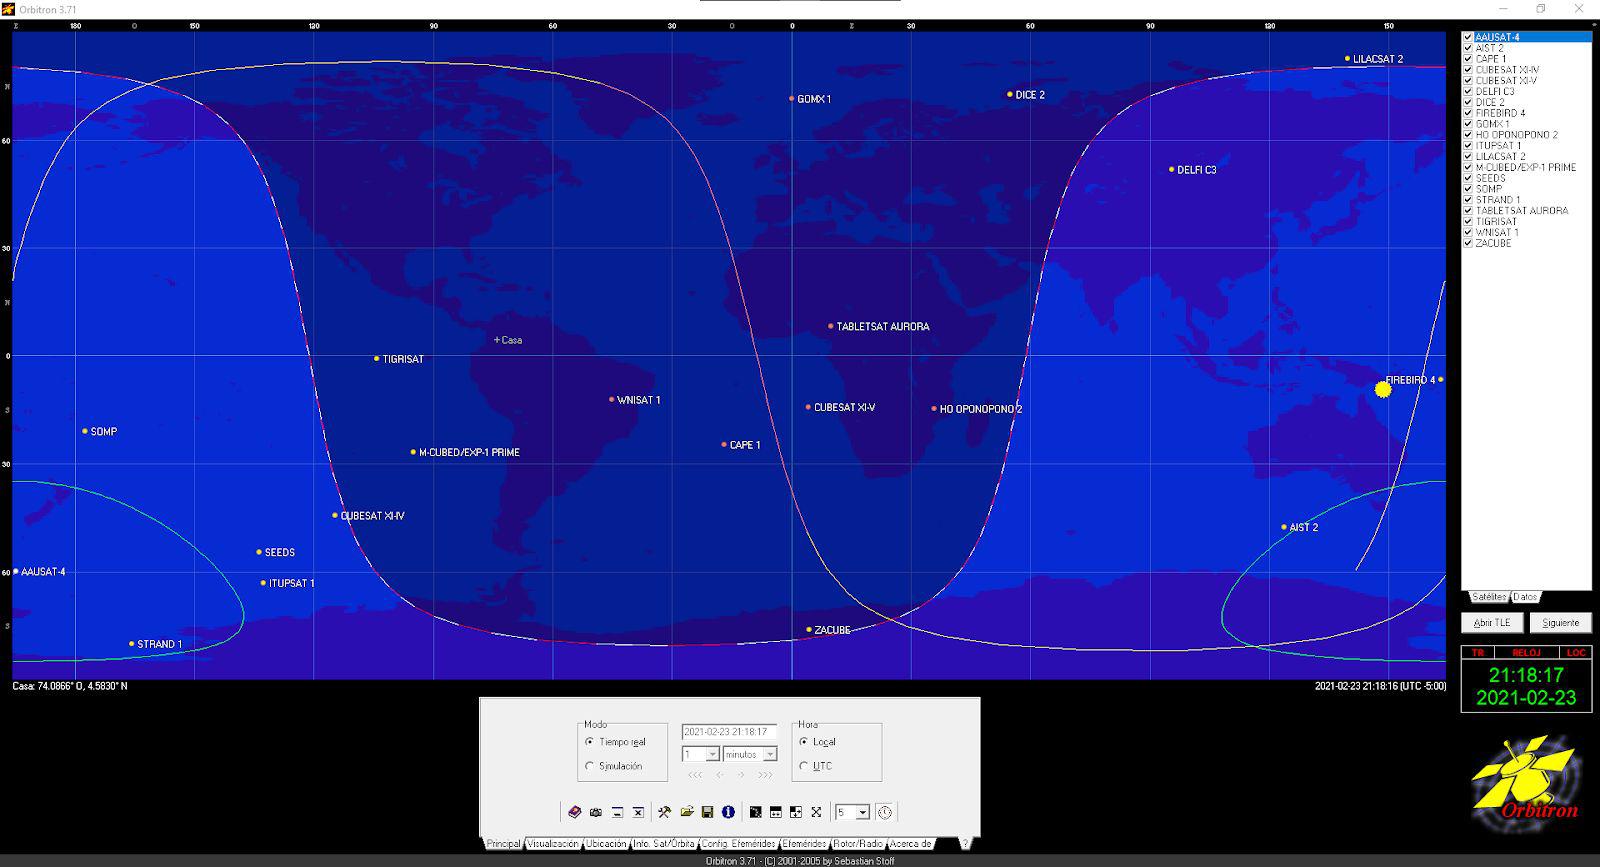 Orbitron 3.71
180 150 120 90 60 30 0 30 60 90 120 150
LILACSAT 2
GOMX 1
DICE 2
60
DELFI C3
30
TABLETSAT AURORA
Casa
0
TIGRISAT
FIREBIRD 4
WNISAT 1
CUBESAT XI-V
HO OPONOPONO 2
SOMP
CAPE 1
M-CUBED/EXP-1 PRIME
30
CUBESAT XI-IV
AIST 2
SEEDS
60
AAUSAT-4
ITUPSAT 1
ZACUBE
STRAND 1
Casa: 74.0866° O, 4.5830° N
2021-02-23 21:18:16 (UTC -5:00)
AAUSAT-4
AIST 2
CAPE 1
CUBESAT XI-IV
CUBESAT XI-V
DELFI C3
DICE 2
FIREBIRD 4
GOMX 1
HO OPONOPONO 2
ITUPSAT 1
LILACSAT 2
M-CUBED/EXP-1 PRIME
SEEDS
SOMP
STRAND 1
TABLETSAT AURORA
TIGRISAT
WNISAT 1
ZACUBE
Satélites Datos
Abrir TLE Siguiente
TR RELOJ LOC
21:18:17
2021-02-23
Orbitron
Modo
Tiempo real
Simulación
2021-02-23 21:18:17
1 minutos
<<< <- -> >>>
Hora
Local
UTC
5
Principal Visualización Ubicación Info. Sat/Órbita Config. Efemérides Efemérides Rotor/Radio Acerca de ?
Orbitron 3.71 - (C) 2001-2005 by Sebastian Stoff